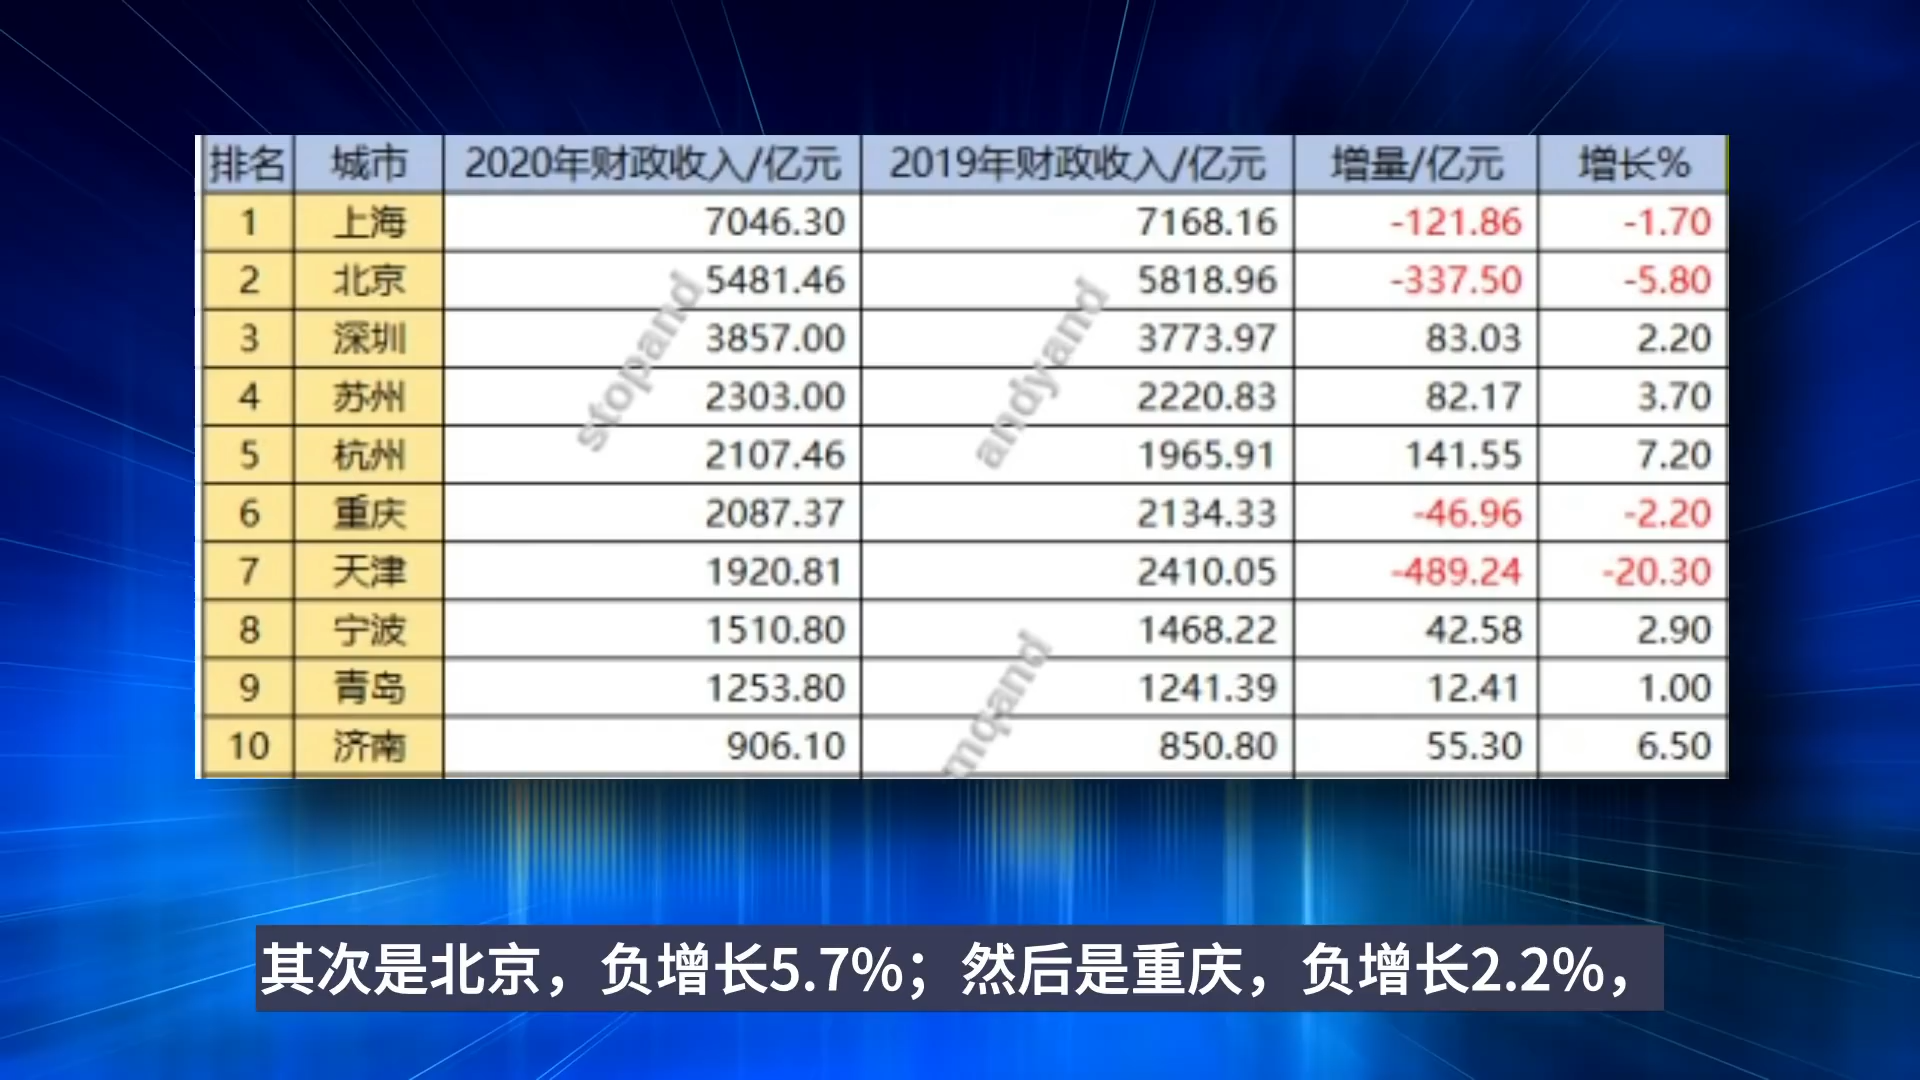 排名 城市 2020年财政收入/亿元 2019年财政收入/亿元 增量/亿元 增长%
1 上海 7046.30 7168.16 -121.86 -1.70
2 北京 5481.46 5818.96 -337.50 -5.80
3 深圳 3857.00 3773.97 83.03 2.20
4 苏州 2303.00 2220.83 82.17 3.70
5 杭州 2107.46 1965.91 141.55 7.20
6 重庆 2087.37 2134.33 -46.96 -2.20
7 天津 1920.81 2410.05 -489.24 -20.30
8 宁波 1510.80 1468.22 42.58 2.90
9 青岛 1253.80 1241.39 12.41 1.00
10 济南 906.10 850.80 55.30 6.50
stopand
andyand
mqand
其次是北京，负增长5.7%；然后是重庆，负增长2.2%，